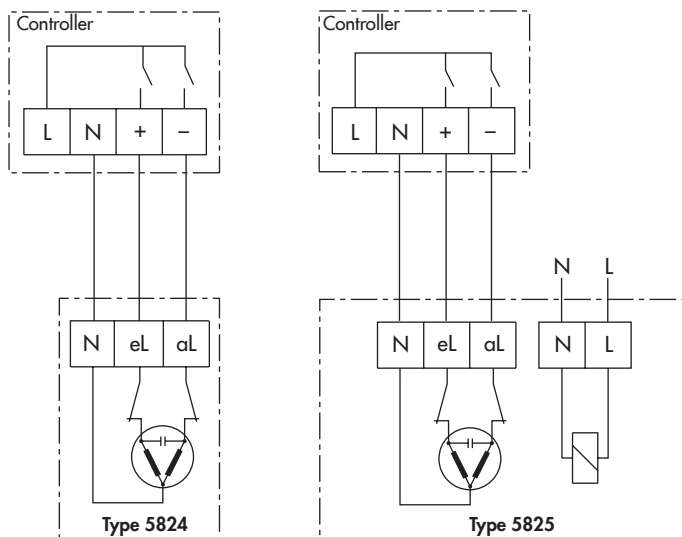 Controller
L N + –
N eL aL
Type 5824
Controller
L N + –
N L
N eL aL
N L
Type 5825